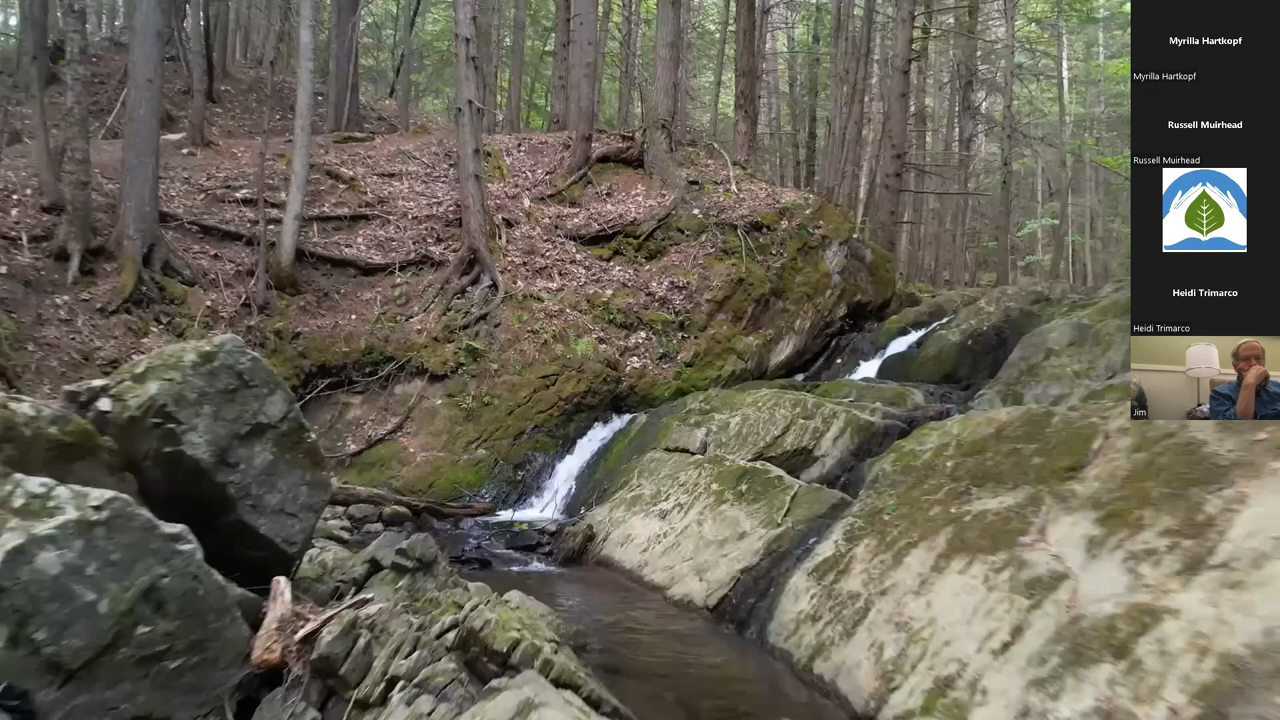 Myrilla Hartkopf
Myrilla Hartkopf
Russell Muirhead
Russell Muirhead
Heidi Trimarco
Heidi Trimarco
Jim